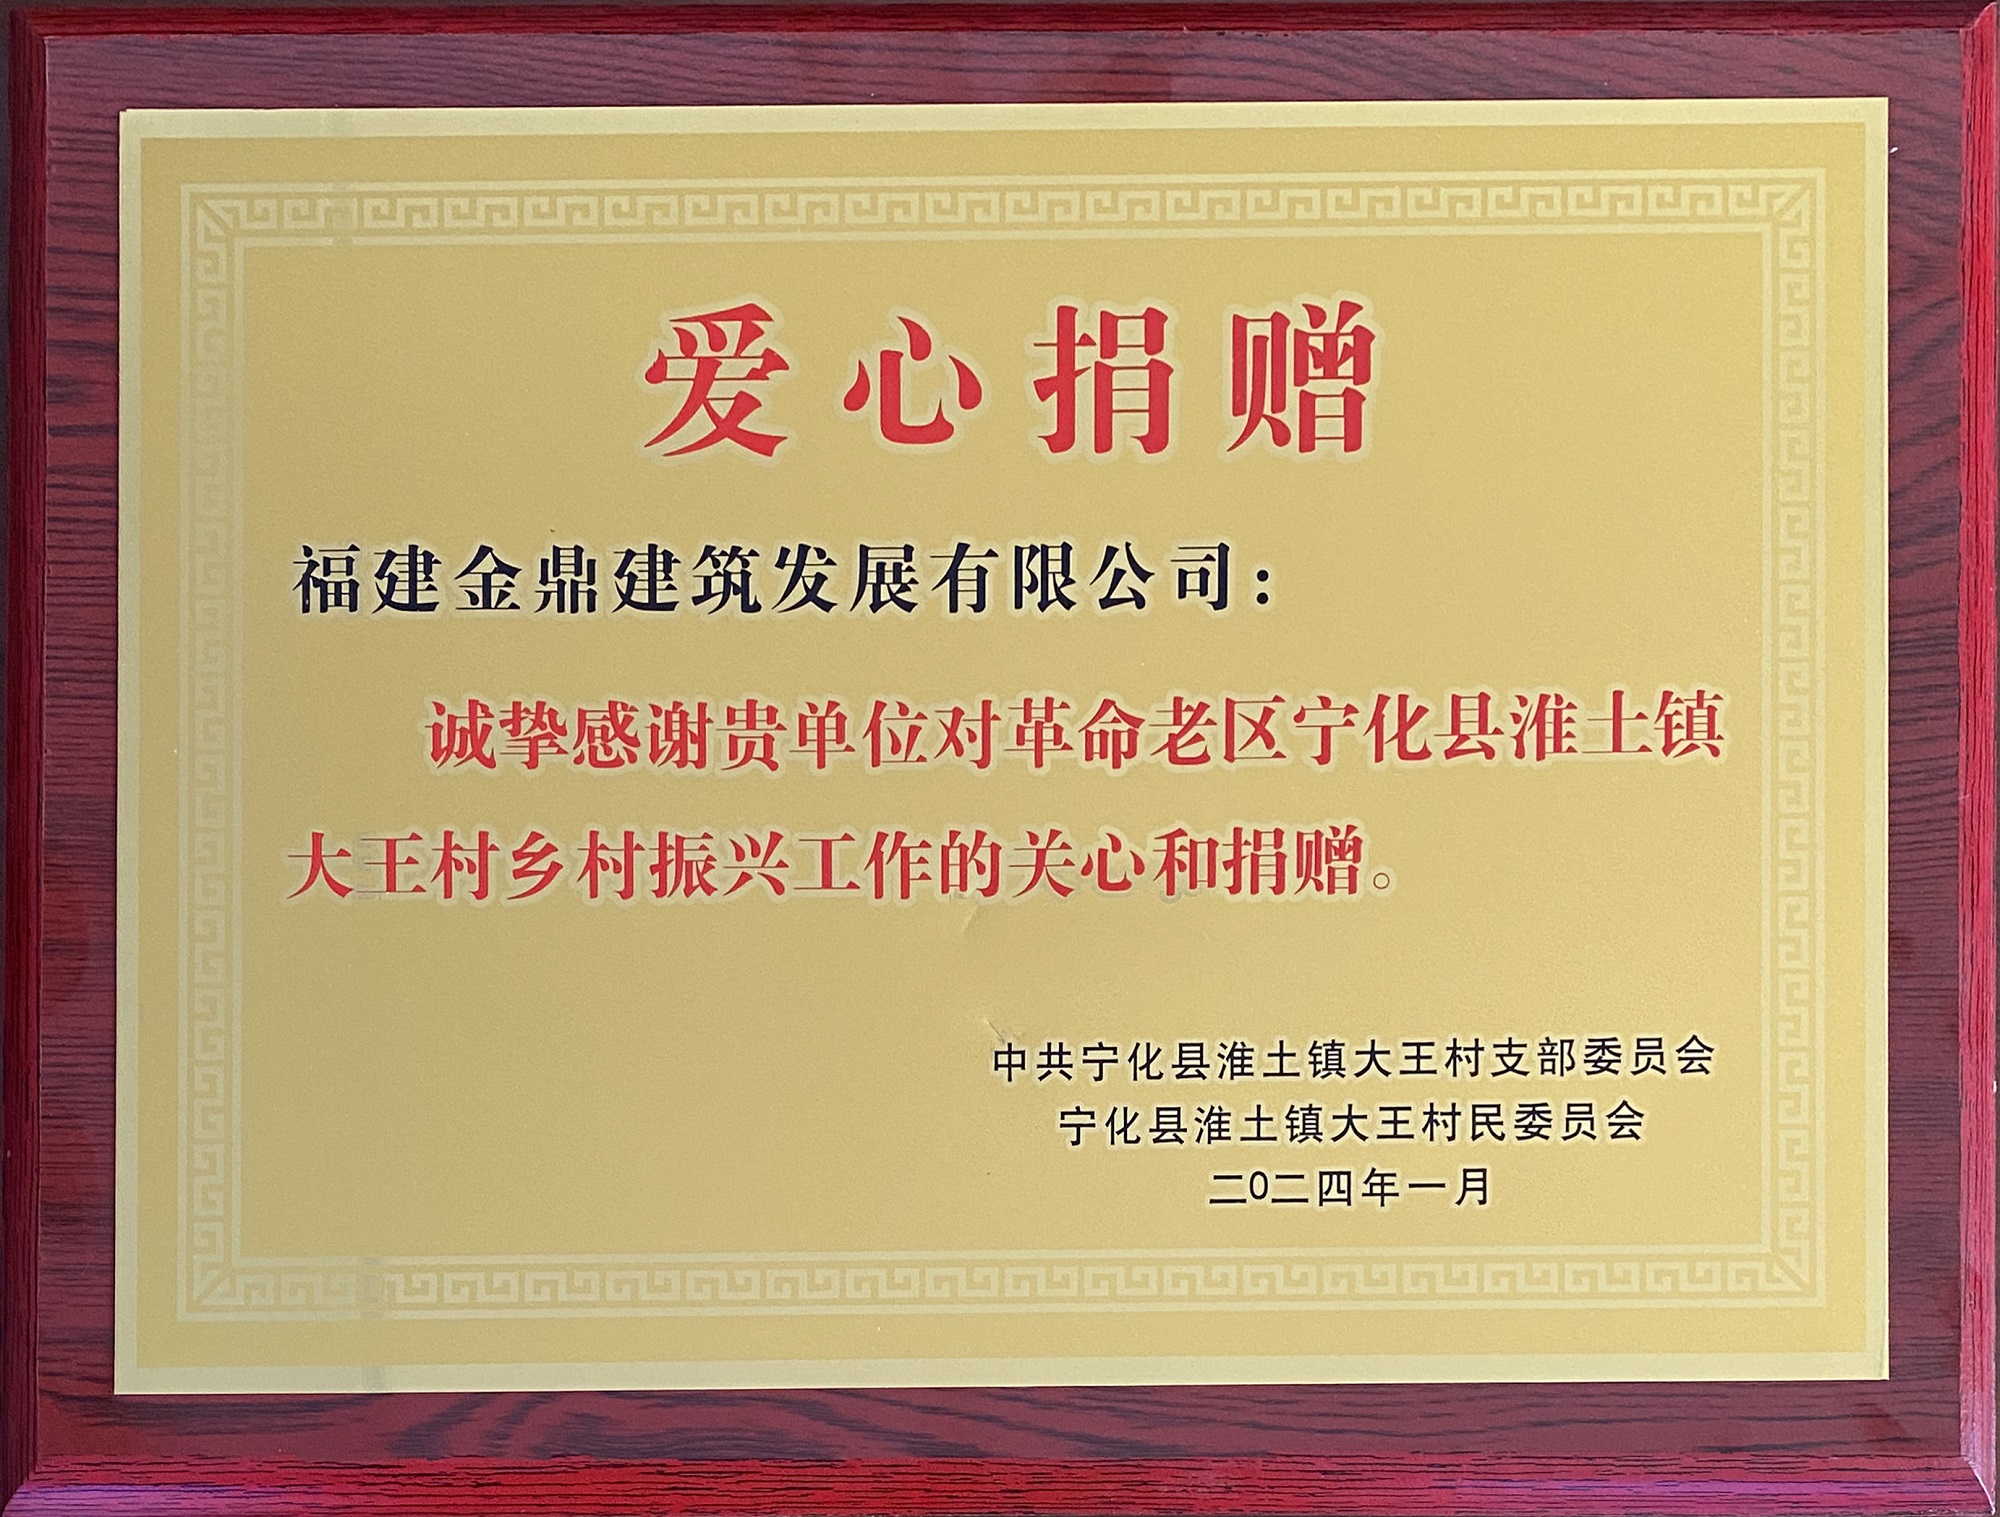 爱心捐赠
福建金鼎建筑发展有限公司：
诚挚感谢贵单位对革命老区宁化县淮土镇
大王村乡村振兴工作的关心和捐赠。
中共宁化县淮土镇大王村支部委员会
宁化县淮土镇大王村民委员会
二0二四年一月